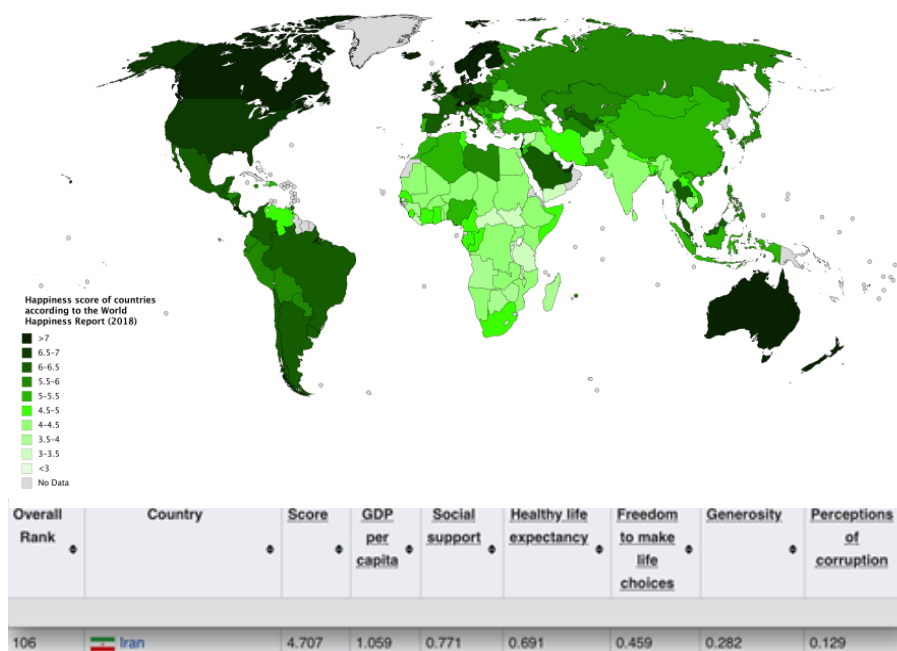 Happiness score of countries
according to the World
Happiness Report (2018)
>7
6.5–7
6–6.5
5.5–6
5–5.5
4.5–5
4–4.5
3.5–4
3–3.5
<3
No Data
Overall Rank Country Score GDP per capita Social support Healthy life expectancy Freedom to make life choices Generosity Perceptions of corruption
106 Iran 4.707 1.059 0.771 0.691 0.459 0.282 0.129